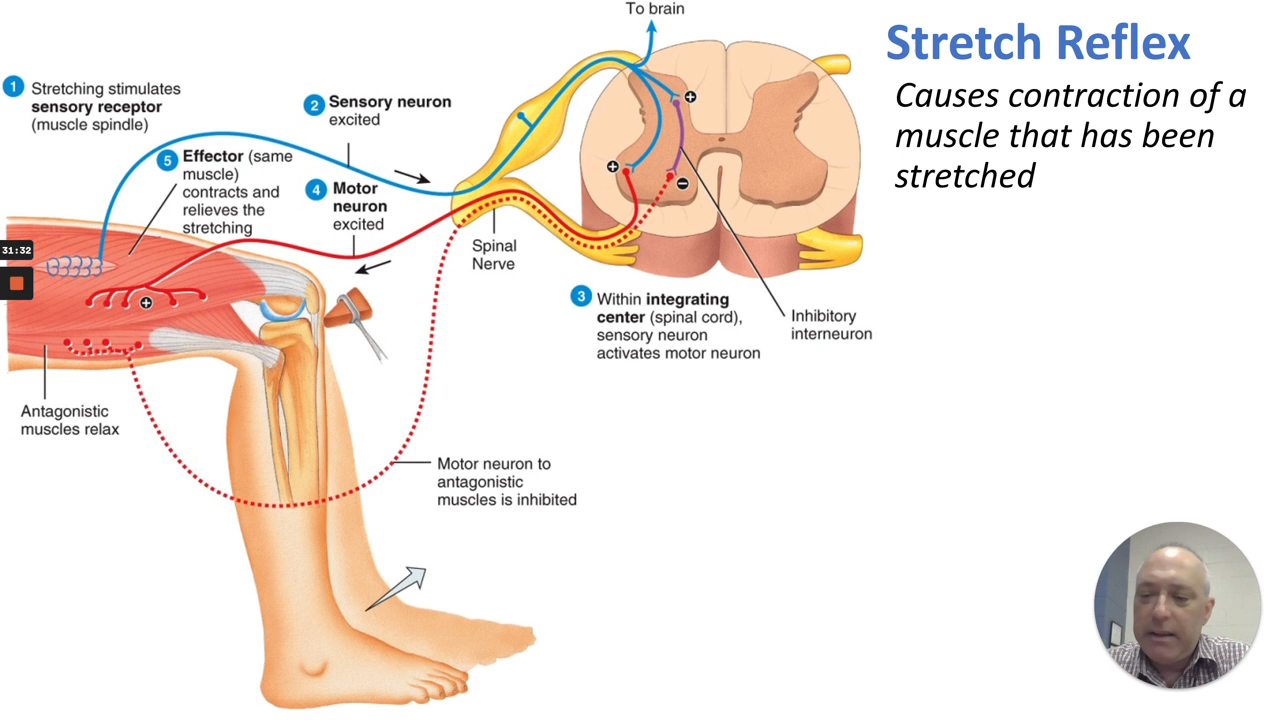 To brain
Stretch Reflex
Causes contraction of a
muscle that has been
stretched
1 Stretching stimulates
sensory receptor
(muscle spindle)
2 Sensory neuron
excited
5 Effector (same
muscle)
contracts and
relieves the
stretching
4 Motor
neuron
excited
+
+
−
+
31:32
Spinal
Nerve
3 Within integrating
center (spinal cord),
sensory neuron
activates motor neuron
Inhibitory
interneuron
Antagonistic
muscles relax
Motor neuron to
antagonistic
muscles is inhibited